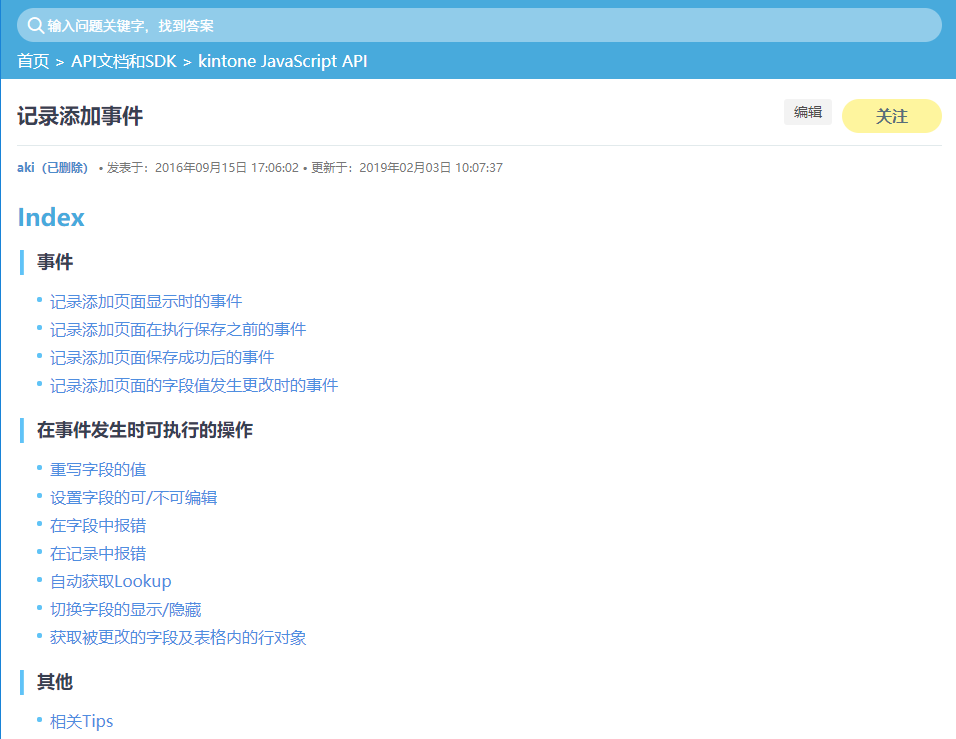 输入问题关键字，找到答案
首页 > API文档和SDK > kintone JavaScript API
记录添加事件
编辑
关注
aki（已删除） • 发表于：2016年09月15日 17:06:02 • 更新于：2019年02月03日 10:07:37
Index
事件
记录添加页面显示时的事件
记录添加页面在执行保存之前的事件
记录添加页面保存成功后的事件
记录添加页面的字段值发生更改时的事件
在事件发生时可执行的操作
重写字段的值
设置字段的可/不可编辑
在字段中报错
在记录中报错
自动获取Lookup
切换字段的显示/隐藏
获取被更改的字段及表格内的行对象
其他
相关Tips